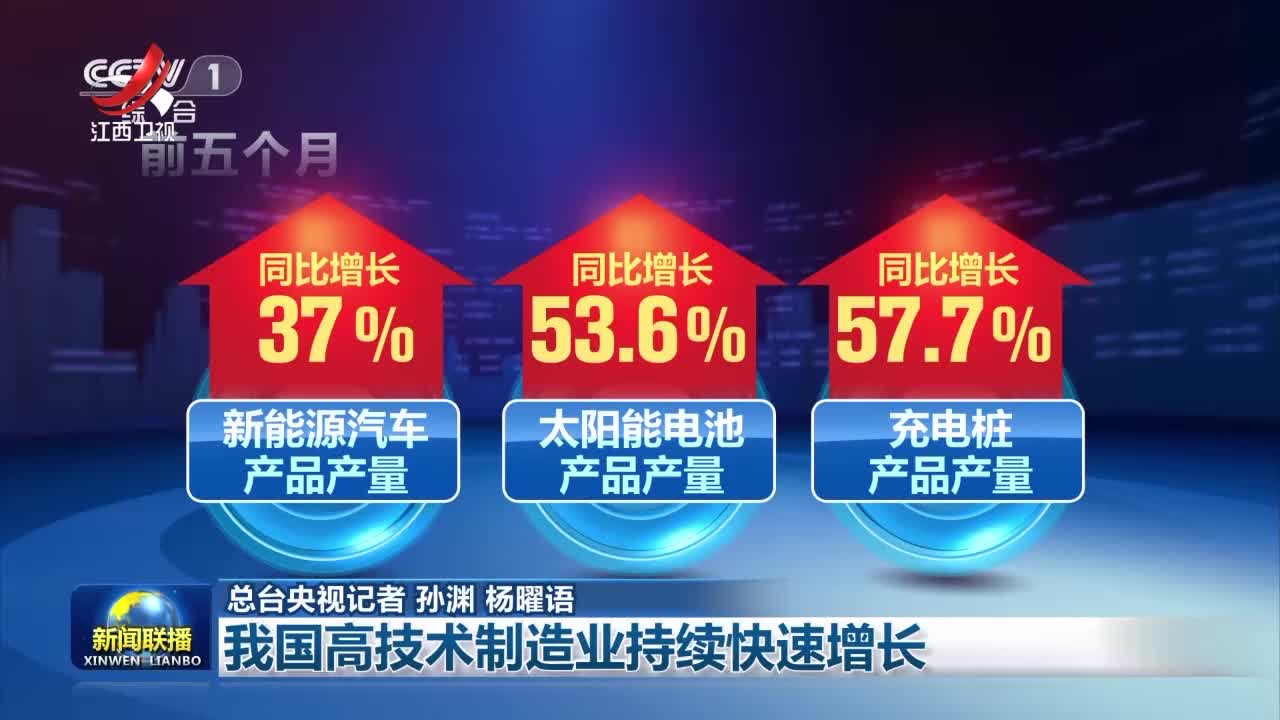 CCTV 1
综合
江西卫视
前五个月
同比增长
37%
新能源汽车
产品产量
同比增长
53.6%
太阳能电池
产品产量
同比增长
57.7%
充电桩
产品产量
总台央视记者 孙渊 杨曜语
新闻联播
XINWEN LIANBO
我国高技术制造业持续快速增长